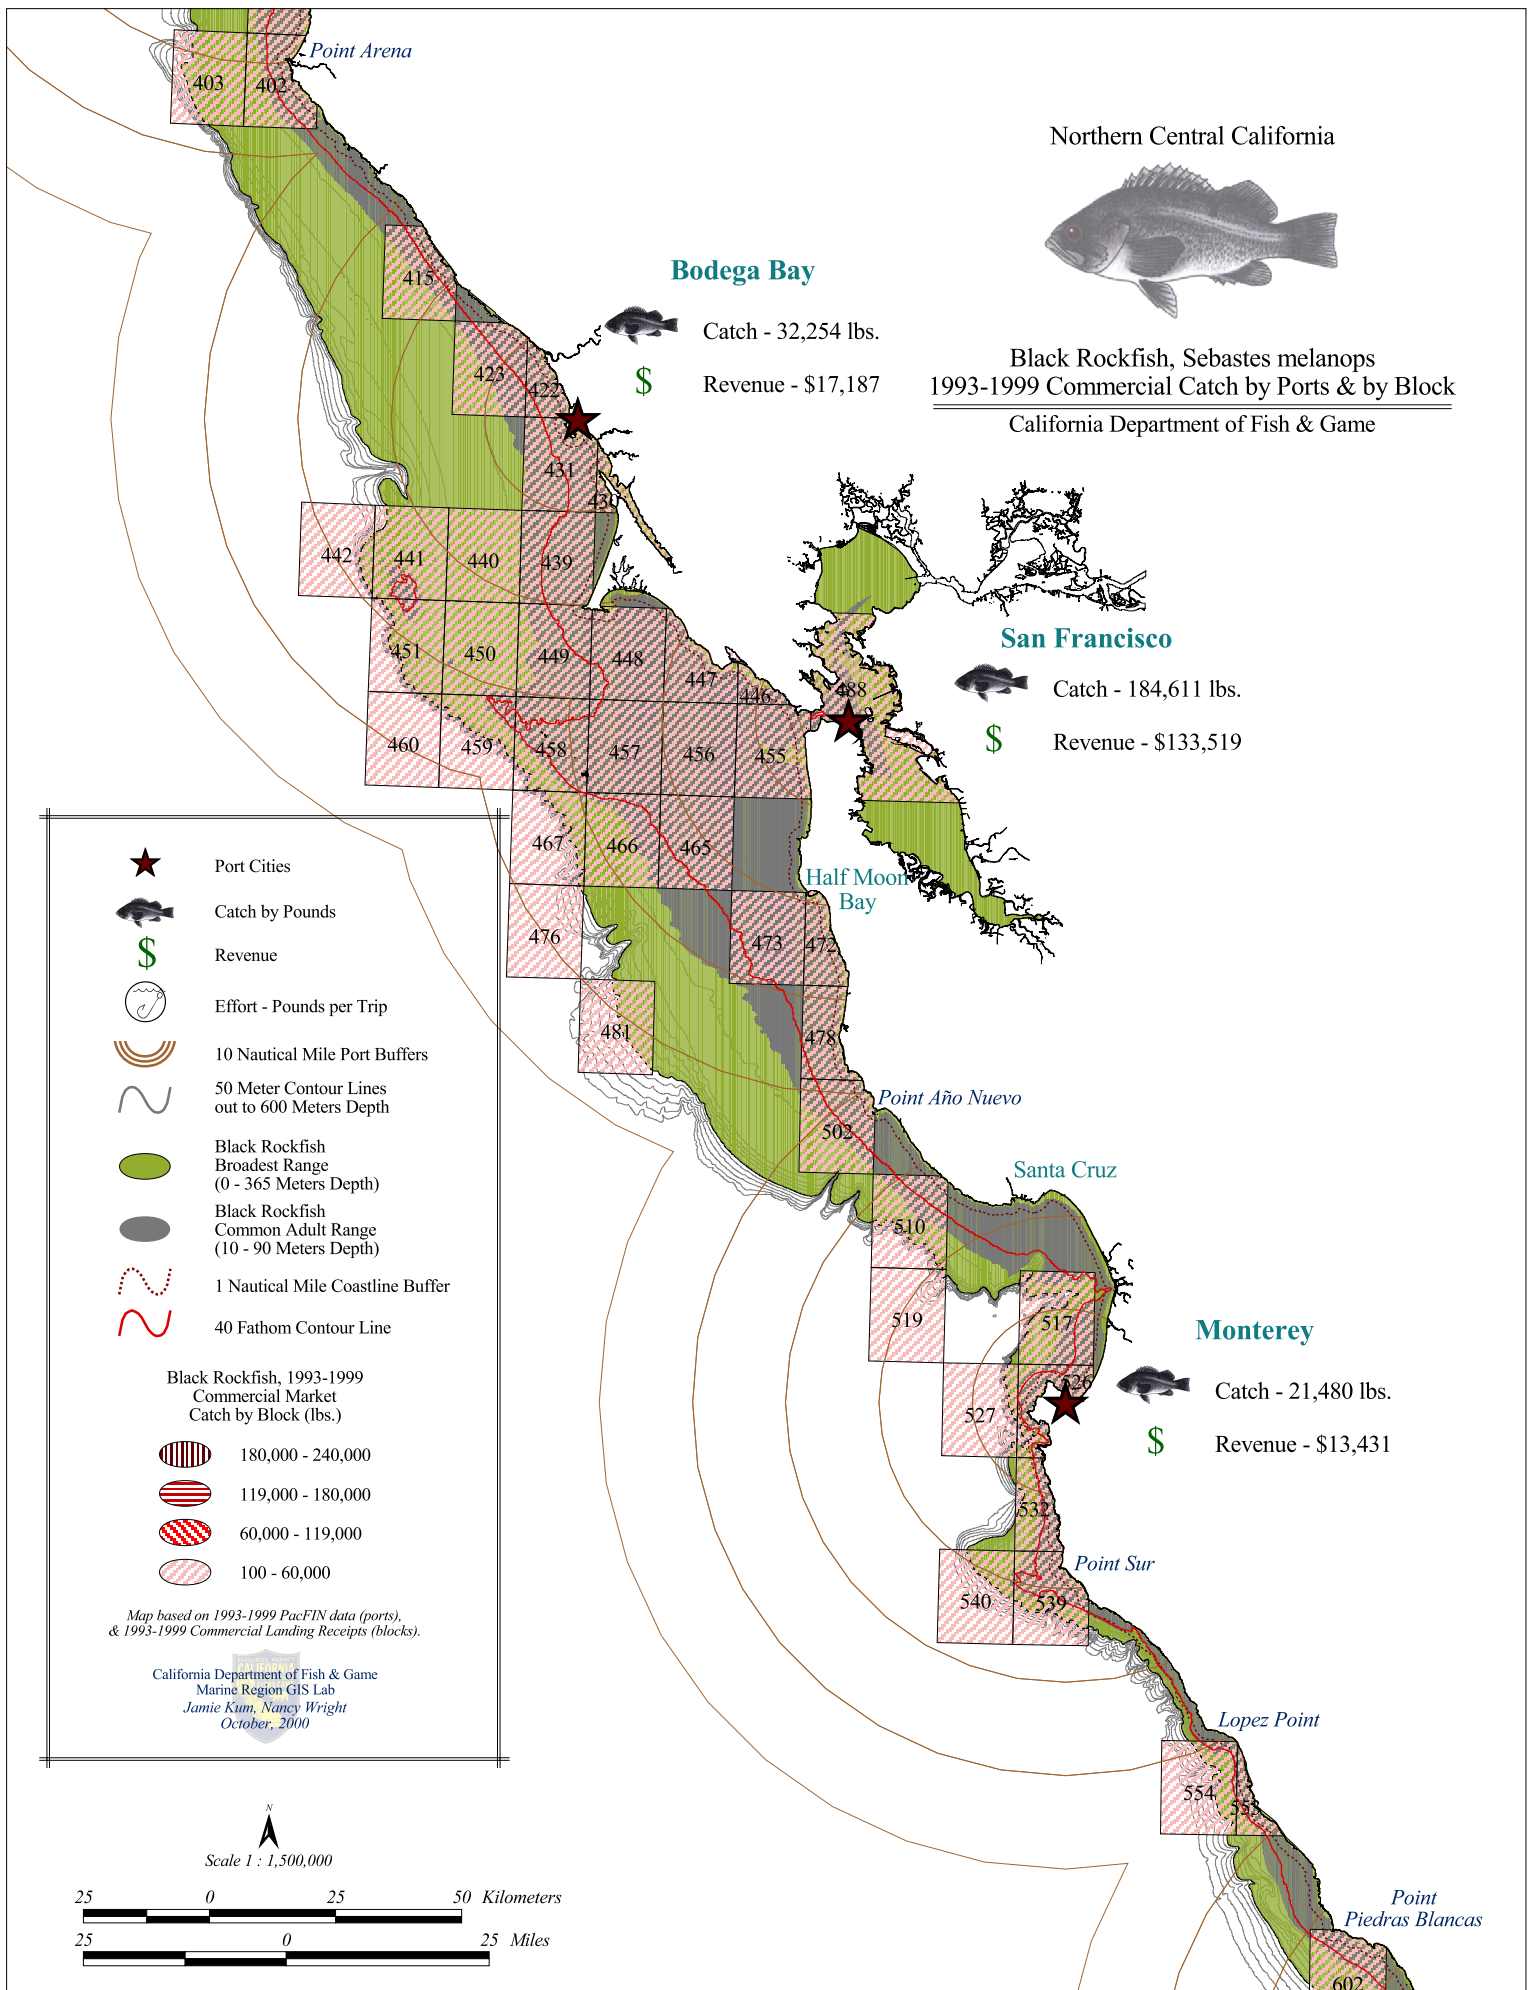 Point Arena
403
402
Northern Central California
Black Rockfish, Sebastes melanops
1993-1999 Commercial Catch by Ports & by Block
California Department of Fish & Game
Bodega Bay
Catch - 32,254 lbs.
$
Revenue - $17,187
415
423
422
431
430
442
441
440
439
451
450
449
448
447
446
488
San Francisco
Catch - 184,611 lbs.
$
Revenue - $133,519
460
459
458
457
456
455
467
466
465
Half Moon
Bay
476
473
472
481
478
Point Año Nuevo
502
Santa Cruz
510
519
517
Monterey
Catch - 21,480 lbs.
$
Revenue - $13,431
526
527
532
Point Sur
540
539
Lopez Point
554
553
Point
Piedras Blancas
602
Port Cities
Catch by Pounds
$
Revenue
Effort - Pounds per Trip
10 Nautical Mile Port Buffers
50 Meter Contour Lines
out to 600 Meters Depth
Black Rockfish
Broadest Range
(0 - 365 Meters Depth)
Black Rockfish
Common Adult Range
(10 - 90 Meters Depth)
1 Nautical Mile Coastline Buffer
40 Fathom Contour Line
Black Rockfish, 1993-1999
Commercial Market
Catch by Block (lbs.)
180,000 - 240,000
119,000 - 180,000
60,000 - 119,000
100 - 60,000
Map based on 1993-1999 PacFIN data (ports),
& 1993-1999 Commercial Landing Receipts (blocks).
California Department of Fish & Game
Marine Region GIS Lab
Jamie Kum, Nancy Wright
October, 2000
N
Scale 1 : 1,500,000
25 0 25 50 Kilometers
25 0 25 Miles